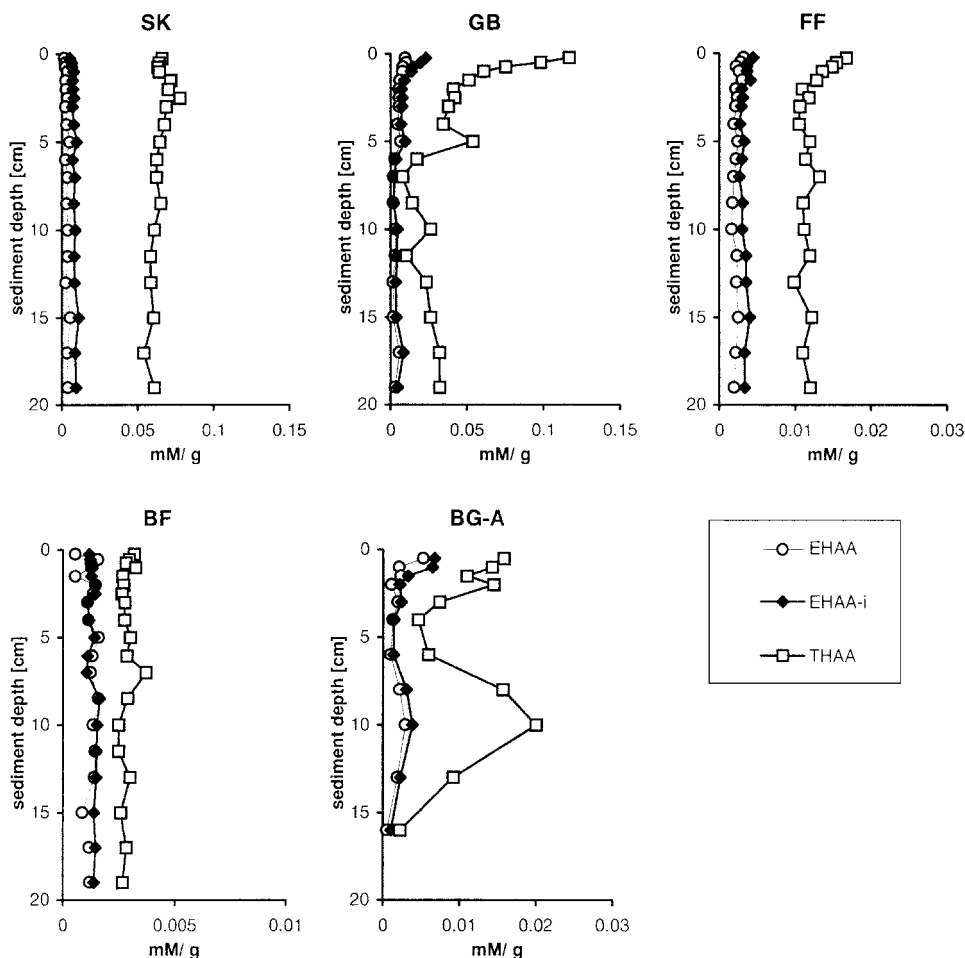 SK
GB
FF
0
5
10
15
20
sediment depth [cm]
0
0.05
0.1
0.15
mM/ g
0
5
10
15
20
sediment depth [cm]
0
0.05
0.1
0.15
mM/ g
0
5
10
15
20
sediment depth [cm]
0
0.01
0.02
0.03
mM/ g
BF
BG-A
0
5
10
15
20
sediment depth [cm]
0
0.005
0.01
mM/ g
0
5
10
15
20
sediment depth [cm]
0
0.01
0.02
0.03
mM/ g
EHAA
EHAA-i
THAA